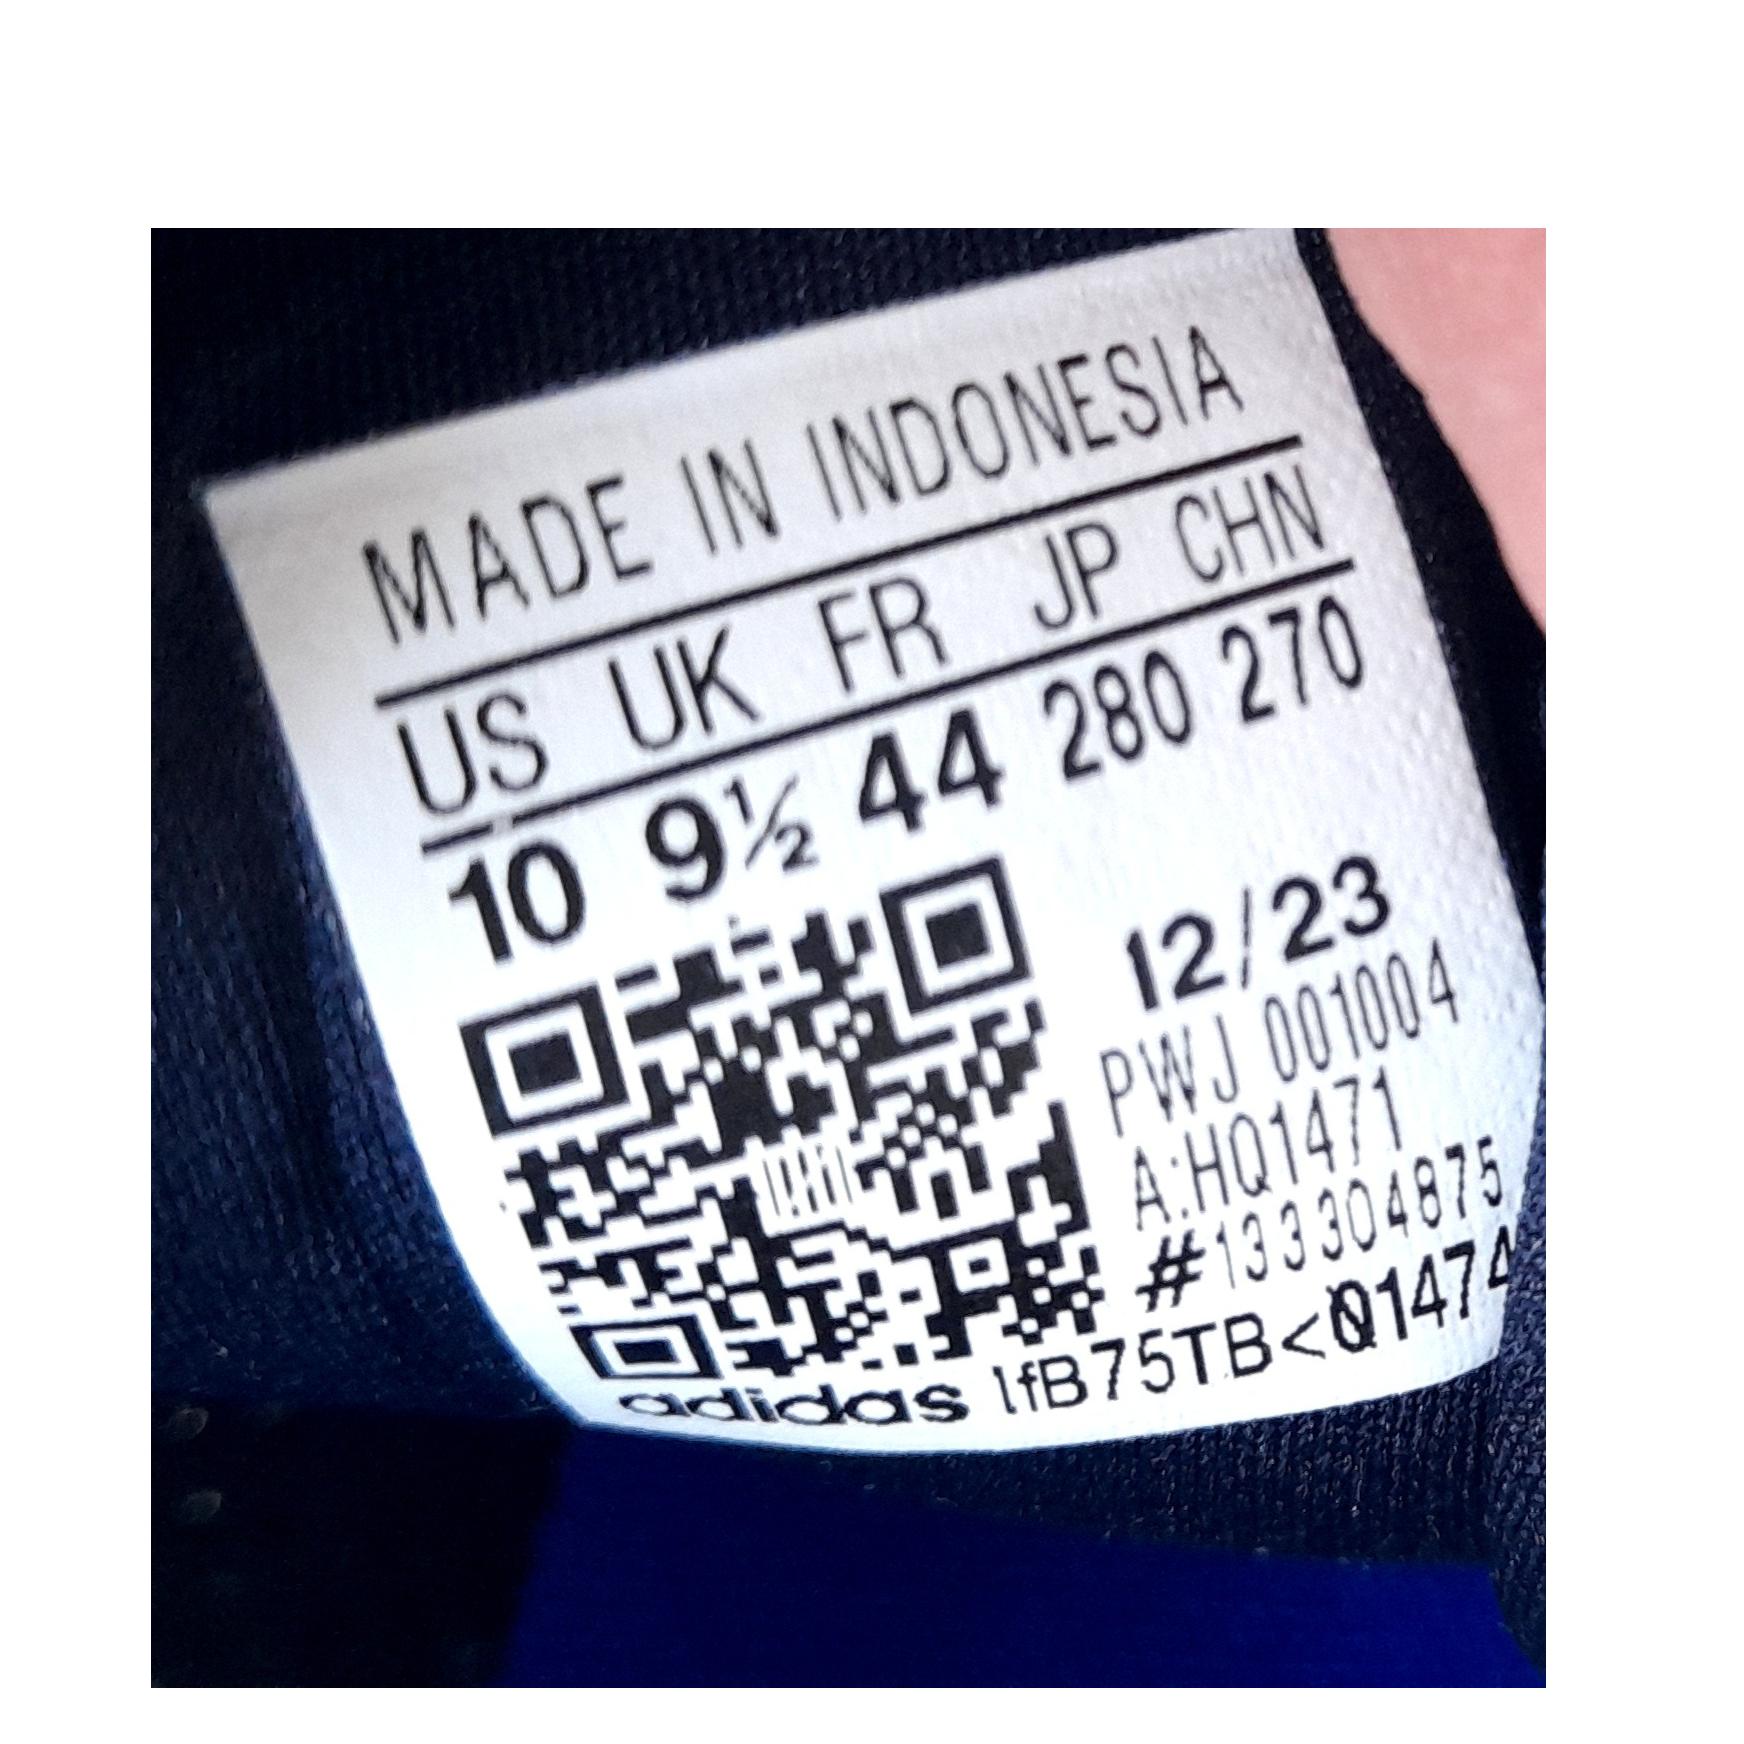 MADE IN INDONESIA
US UK FR JP CHN
10 9½ 44 280 270
12/23
PWJ 001004
A:HQ1471
#133304875
adidas lfB75TB<Q1474